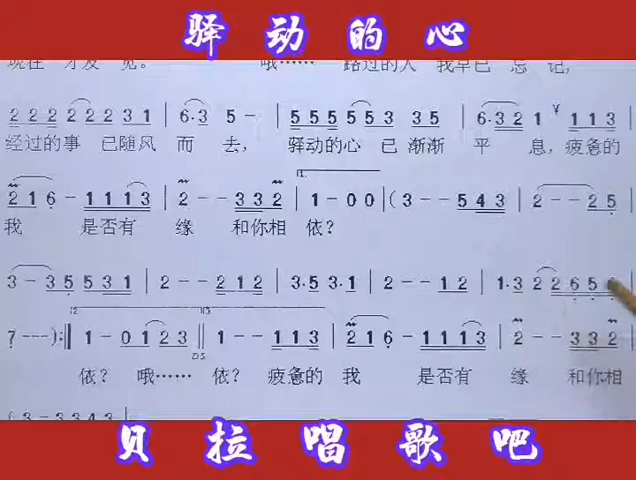 驿动的心
现在 才发 觉。 哦…… 路过的人 我早已 忘 记,
2 2 2 2 2 2 3 1 | 6·3 5 － | 5 5 5 5 5 5 3 3 5 | 6·3 2 1 1 1 3
经过的事 已随风 而 去, 驿动的心 已 渐渐 平 息, 疲惫的
2 1 6 － 1 1 1 3 | 2 － － 3 3 2 | 1 － 0 0 | ( 3 － － 5 4 3 | 2 － － 2 5
我 是否有 缘 和你相 依?
3 － 3 5 5 3 1 | 2 － － 2 1 2 | 3·5 3·1 | 2 － － 1 2 | 1·3 2 2 6 5
7 － － － ) :‖ 1 － 0 1 2 3 ‖ 1 － － 1 1 3 | 2 1 6 － 1 1 1 3 | 2 － － 3 3 2
D.S
依? 哦…… 依? 疲惫的 我 是否有 缘 和你相
( 3 － 3 3 4 3 |
贝拉唱歌吧